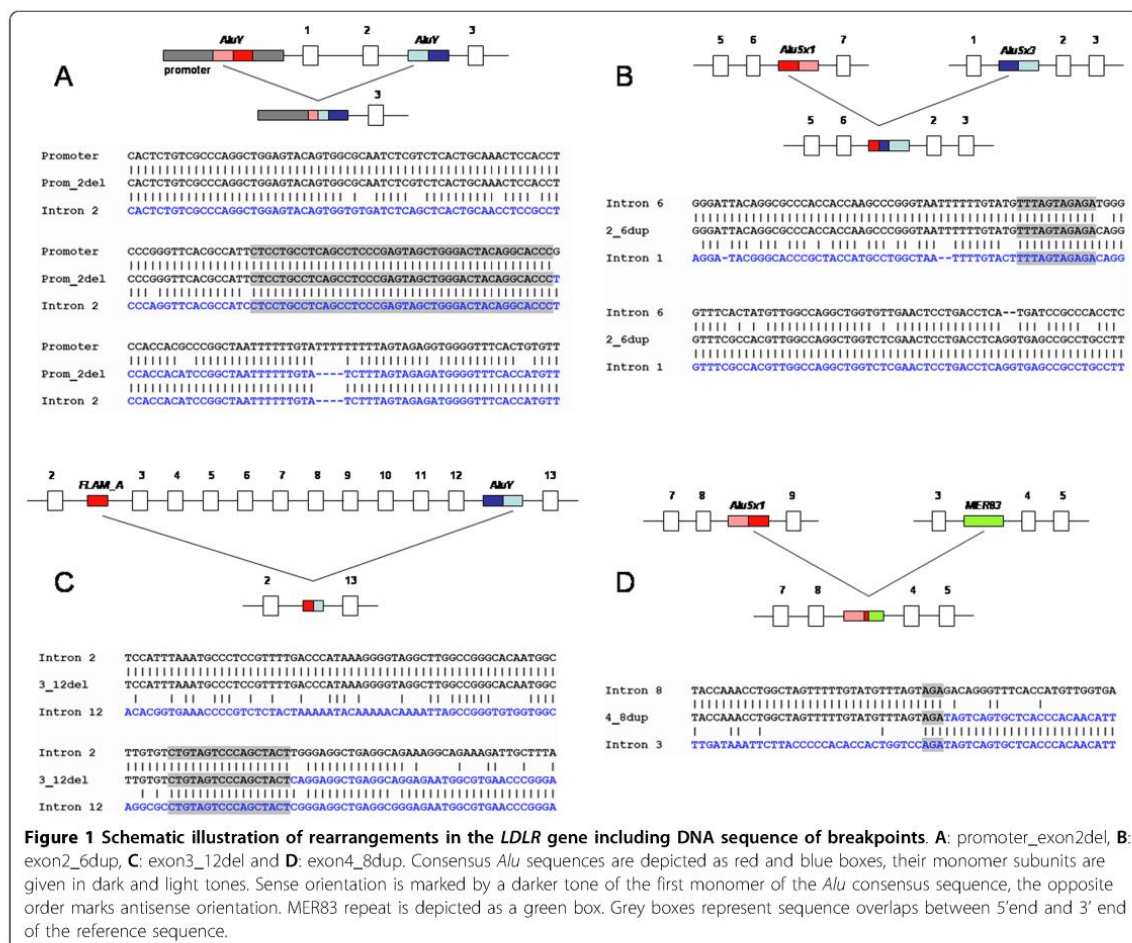 1 2 3
AluY AluY
promoter
A
3
Promoter CACTCTGTCGCCCAGGCTGGAGTACAGTGGCGCAATCTCGTCTCACTGCAAACTCCACCT
Prom_2del CACTCTGTCGCCCAGGCTGGAGTACAGTGGCGCAATCTCGTCTCACTGCAAACTCCACCT
Intron 2 CACTCTGTCGCCCAGGCTGGAGTACAGTGGTGTGATCTCAGCTCACTGCAACCTCCGCCT
Promoter CCCGGGTTCACGCCATTCTCCTGCCTCAGCCTCCCGAGTAGCTGGGACTACAGGCACCCG
Prom_2del CCCGGGTTCACGCCATTCTCCTGCCTCAGCCTCCCGAGTAGCTGGGACTACAGGCACCCT
Intron 2 CCCAGGTTCACGCCATCCTCCTGCCTCAGCCTCCCGAGTAGCTGGGACTACAGGCACCCT
Promoter CCACCACGCCCGGCTAATTTTTTGTATTTTTTTTTAGTAGAGGTGGGGTTTCACTGTGTT
Prom_2del CCACCACATCCGGCTAATTTTTTGTA----TCTTTAGTAGAGATGGGGTTTCACCATGTT
Intron 2 CCACCACATCCGGCTAATTTTTTGTA----TCTTTAGTAGAGATGGGGTTTCACCATGTT
5 6 7 1 2 3
AluSx1 AluSx3
B
5 6 2 3
Intron 6 GGGATTACAGGCGCCCACCACCAAGCCCGGGTAATTTTTTTGTATGTTTAGTAGAGATGGG
2_6dup GGGATTACAGGCGCCCACCACCAAGCCCGGGTAATTTTTTTGTATGTTTAGTAGAGACAGG
Intron 1 AGGA-TACGGGCACCCGCTACCATGCCTGGCTAA--TTTTGTACTTTTAGTAGAGACAGG
Intron 6 GTTTCACTATGTTGGCCAGGCTGGTGTTGAACTCCTGACCTCA--TGATCCGCCCACCTC
2_6dup GTTTCGCCACGTTGGCCAGGCTGGTCTCGAACTCCTGACCTCAGGTGAGCCGCCTGCCTT
Intron 1 GTTTCGCCACGTTGGCCAGGCTGGTCTCGAACTCCTGACCTCAGGTGAGCCGCCTGCCTT
2 3 4 5 6 7 8 9 10 11 12 13
FLAM_A AluY
C
2 13
Intron 2 TCCATTTAAATGCCCTCCGTTTTGACCCATAAAGGGGTAGGCTTGGCCGGGCACAATGGC
3_12del TCCATTTAAATGCCCTCCGTTTTGACCCATAAAGGGGTAGGCTTGGCCGGGCACAATGGC
Intron 12 ACACGGTGAAACCCCGTCTCTACTAAAAATACAAAAACAAAATTAGCCGGGTGTGGTGGC
Intron 2 TTGTGTCTGTAGTCCCAGCTACTTGGGAGGCTGAGGCAGAAAGGCAGAAAGATTGCTTTA
3_12del TTGTGTCTGTAGTCCCAGCTACTCAGGAGGCTGAGGCAGGAGAATGGCGTGAACCCGGGA
Intron 12 AGGCGCCTGTAGTCCCAGCTACTCGGGAGGCTGAGGCGGGAGAATGGCGTGAACCCGGGA
7 8 9 3 4 5
AluSx1 MER83
D
7 8 4 5
Intron 8 TACCAAACCTGGCTAGTTTTTGTATGTTTAGTAGAGACAGGGTTTCACCATGTTGGTGA
4_8dup TACCAAACCTGGCTAGTTTTTGTATGTTTAGTAGATAGTCAGTGCTCACCCACAACATT
Intron 3 TTGATAAATTCTTACCCCCACACCACTGGTCCAGATAGTCAGTGCTCACCCACAACATT
Figure 1 Schematic illustration of rearrangements in the LDLR gene including DNA sequence of breakpoints. A: promoter_exon2del, B:
exon2_6dup, C: exon3_12del and D: exon4_8dup. Consensus Alu sequences are depicted as red and blue boxes, their monomer subunits are
given in dark and light tones. Sense orientation is marked by a darker tone of the first monomer of the Alu consensus sequence, the opposite
order marks antisense orientation. MER83 repeat is depicted as a green box. Grey boxes represent sequence overlaps between 5'end and 3' end
of the reference sequence.